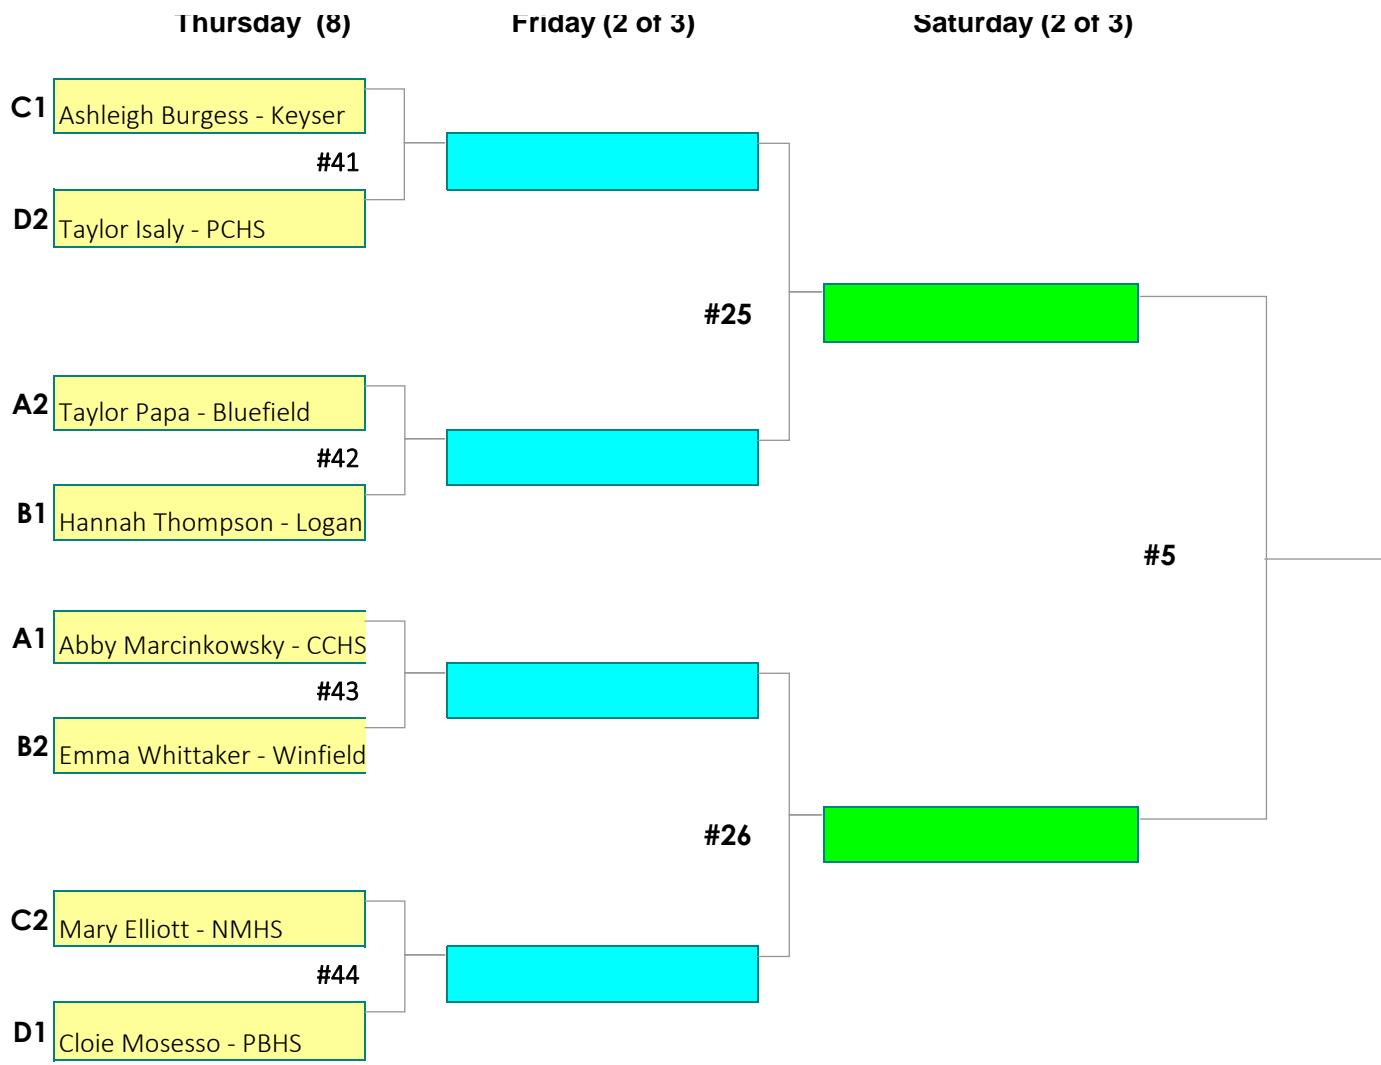 Thursday (8) Friday (2 of 3) Saturday (2 of 3)
C1 Ashleigh Burgess - Keyser
#41
D2 Taylor Isaly - PCHS
#25
A2 Taylor Papa - Bluefield
#42
B1 Hannah Thompson - Logan
#5
A1 Abby Marcinkowsky - CCHS
#43
B2 Emma Whittaker - Winfield
#26
C2 Mary Elliott - NMHS
#44
D1 Cloie Mosesso - PBHS